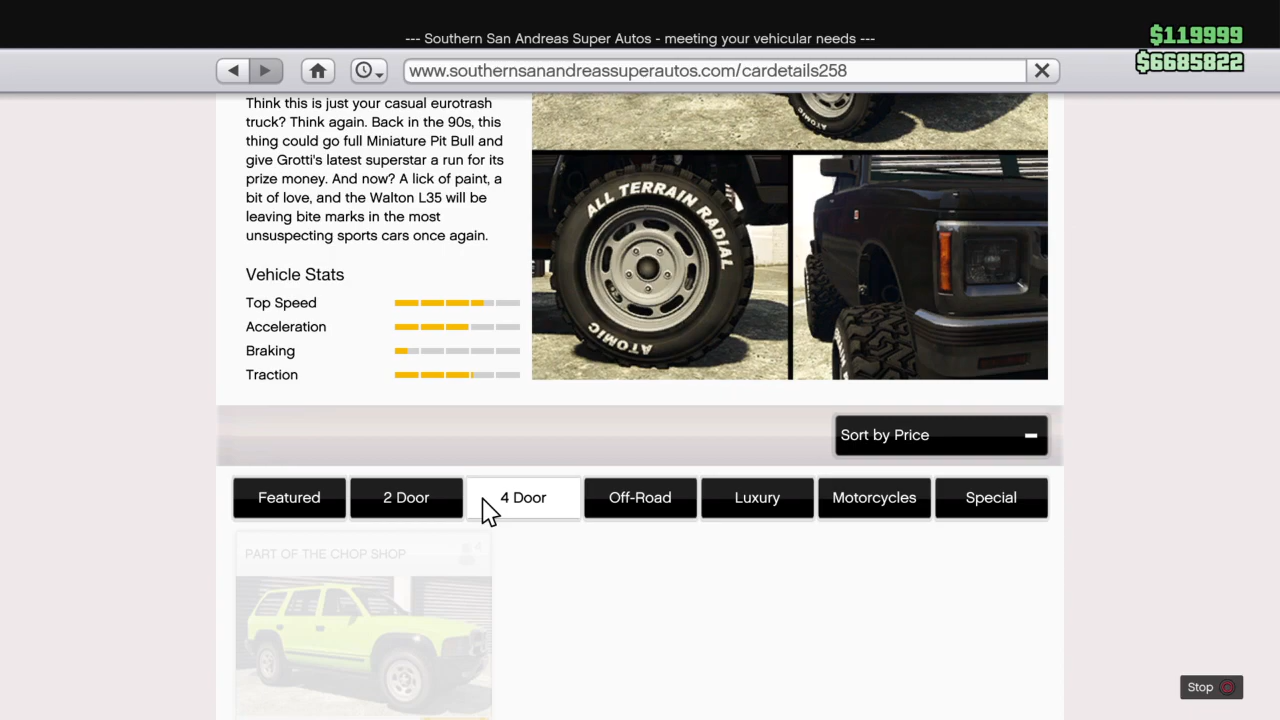 --- Southern San Andreas Super Autos - meeting your vehicular needs ---
$119999
$6685822
www.southernsanandreassuperautos.com/cardetails258
Think this is just your casual eurotrash
truck? Think again. Back in the 90s, this
thing could go full Miniature Pit Bull and
give Grotti's latest superstar a run for its
prize money. And now? A lick of paint, a
bit of love, and the Walton L35 will be
leaving bite marks in the most
unsuspecting sports cars once again.
Vehicle Stats
Top Speed
Acceleration
Braking
Traction
ATOMIC
ALL TERRAIN RADIAL
ATOMIC
Sort by Price
Featured
2 Door
4 Door
Off-Road
Luxury
Motorcycles
Special
PART OF THE CHOP SHOP
4
Stop